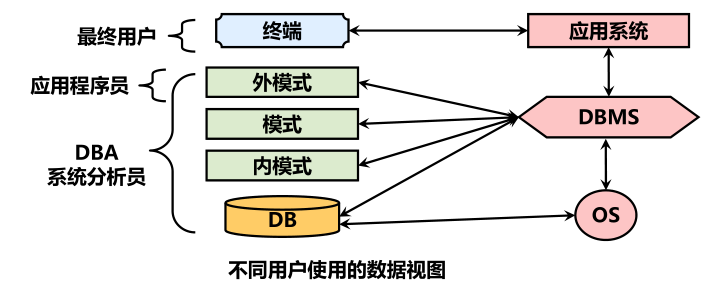 最终用户
终端
应用系统
应用程序员
外模式
模式
DBMS
DBA
系统分析员
内模式
DB
OS
不同用户使用的数据视图